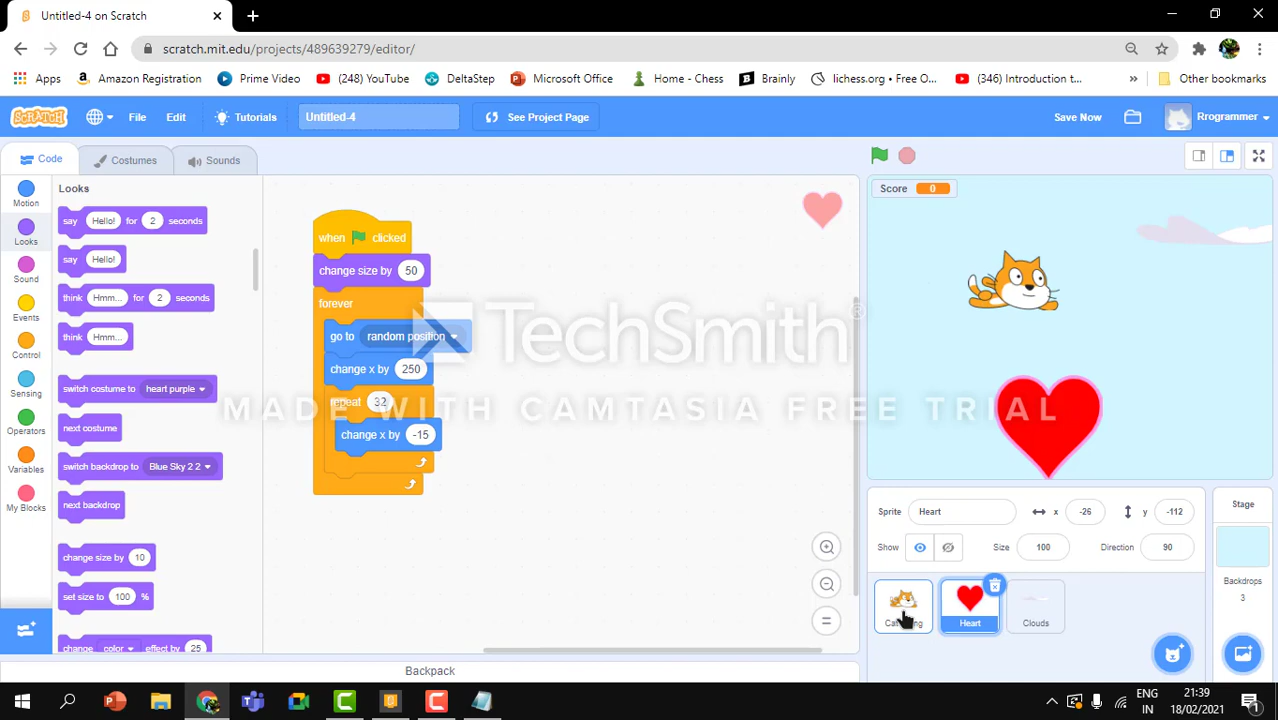 Untitled-4 on Scratch
scratch.mit.edu/projects/489639279/editor/
Apps
Amazon Registration
Prime Video
(248) YouTube
DeltaStep
Microsoft Office
Home - Chess
Brainly
lichess.org • Free O...
(346) Introduction t...
»
Other bookmarks
SCRATCH
File
Edit
Tutorials
Untitled-4
See Project Page
Save Now
Rrogrammer
Code
Costumes
Sounds
Motion
Looks
Sound
Events
Control
Sensing
Operators
Variables
My Blocks
Looks
say Hello! for 2 seconds
say Hello!
think Hmm... for 2 seconds
think Hmm...
switch costume to heart purple
next costume
switch backdrop to Blue Sky 2 2
next backdrop
change size by 10
set size to 100 %
change color effect by 25
when clicked
change size by 50
forever
go to random position
change x by 250
repeat 32
change x by -15
TechSmith®
MADE WITH CAMTASIA FREE TRIAL
Score 0
Sprite Heart x -26 y -112
Show Size 100 Direction 90
Heart
Clouds
Stage
Backdrops
3
Backpack
ENG
IN
21:39
18/02/2021
1